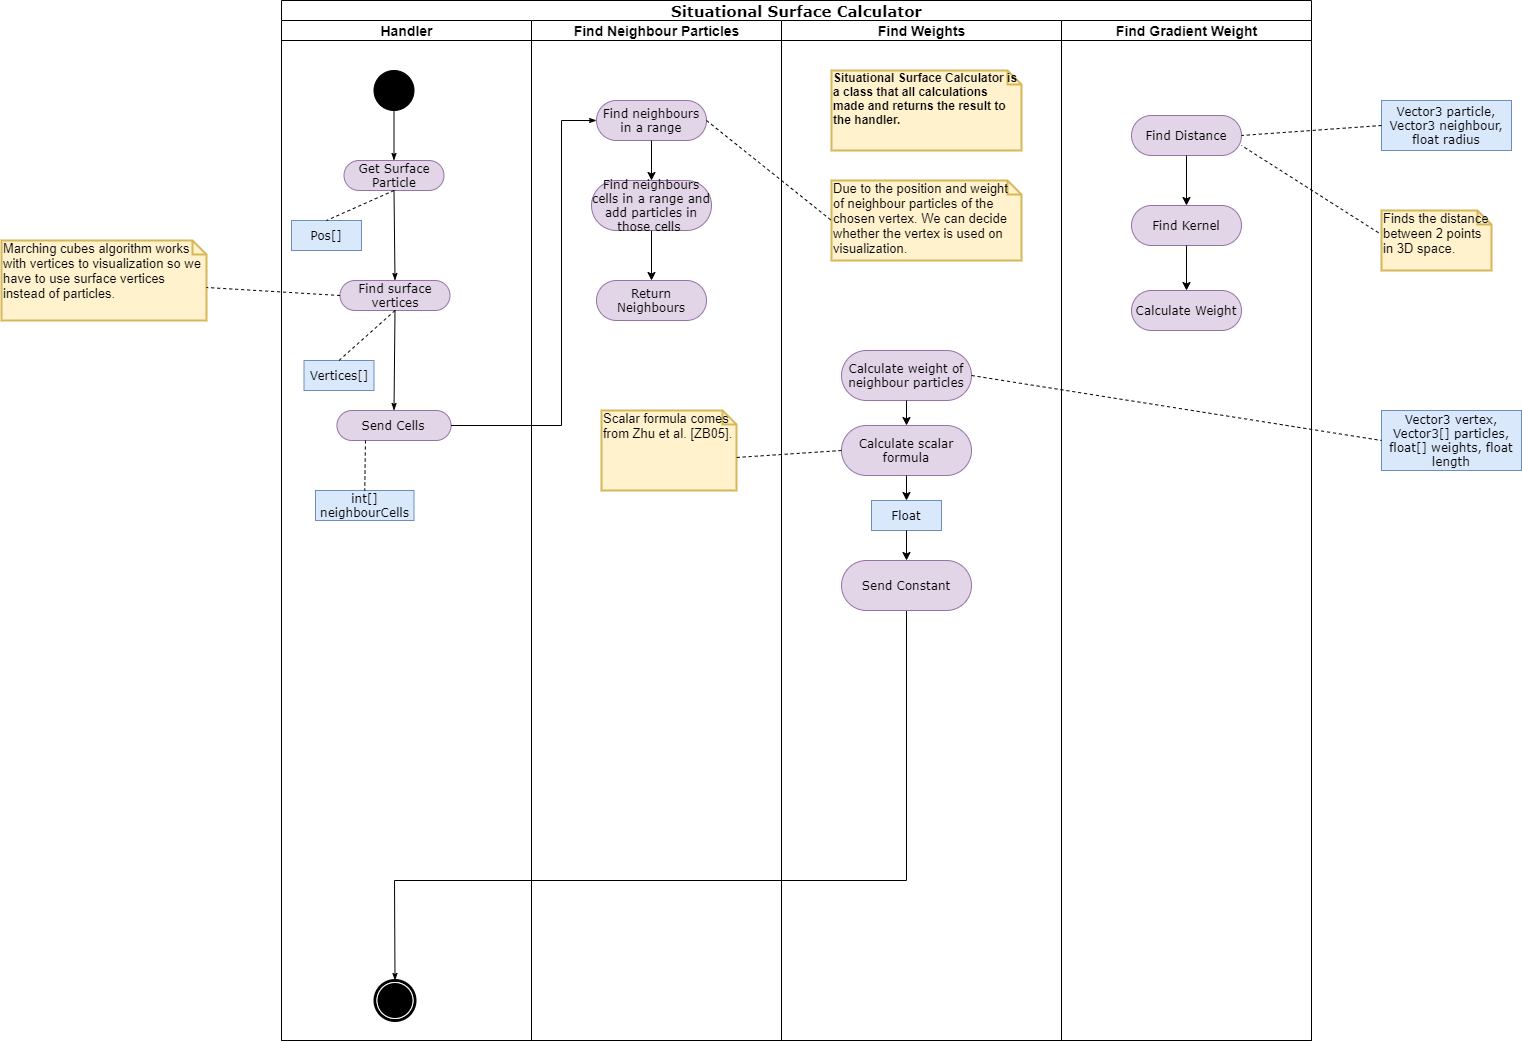 Situational Surface Calculator
Handler
Find Neighbour Particles
Find Weights
Find Gradient Weight
Get Surface
Particle
Pos[]
Marching cubes algorithm works
with vertices to visualization so we
have to use surface vertices
instead of particles.
Find surface
vertices
Vertices[]
Send Cells
int[]
neighbourCells
Find neighbours
in a range
Find neighbours
cells in a range and
add particles in
those cells
Return
Neighbours
Situational Surface Calculator is
a class that all calculations
made and returns the result to
the handler.
Due to the position and weight
of neighbour particles of the
chosen vertex. We can decide
whether the vertex is used on
visualization.
Calculate weight of
neighbour particles
Scalar formula comes
from Zhu et al. [ZB05].
Calculate scalar
formula
Float
Send Constant
Find Distance
Find Kernel
Calculate Weight
Vector3 particle,
Vector3 neighbour,
float radius
Finds the distance
between 2 points
in 3D space.
Vector3 vertex,
Vector3[] particles,
float[] weights, float
length